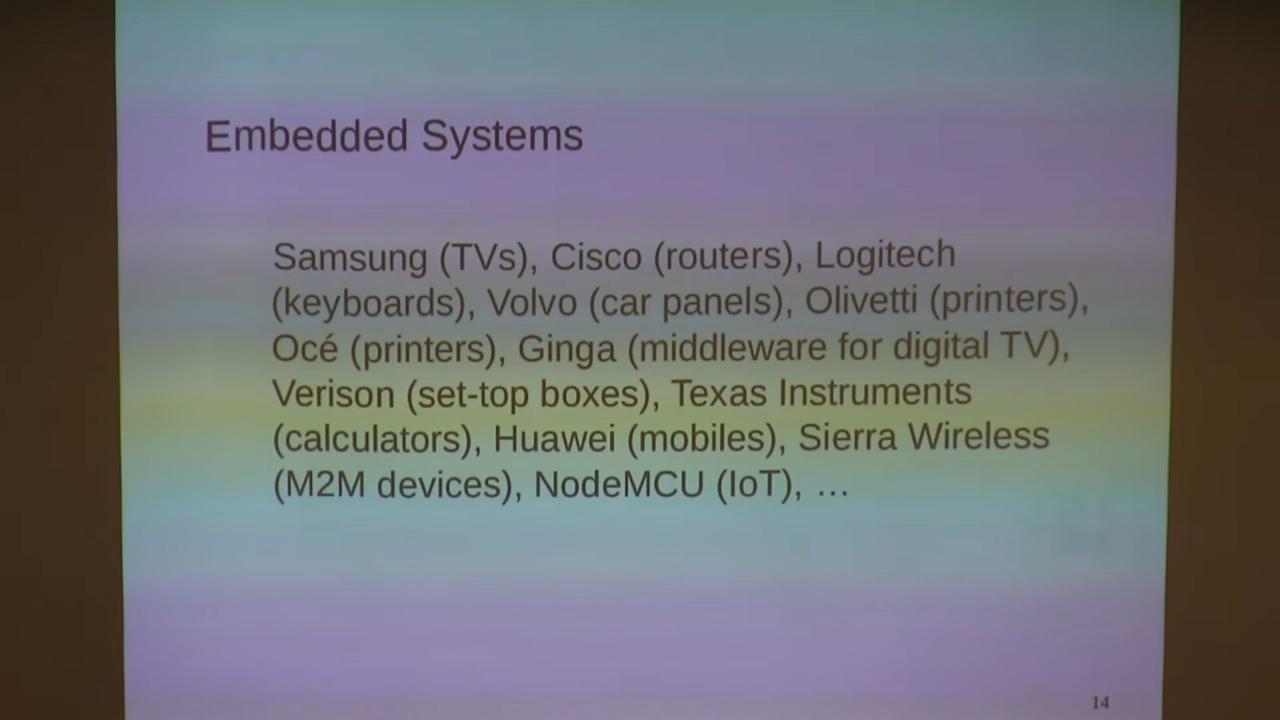 Embedded Systems
Samsung (TVs), Cisco (routers), Logitech
(keyboards), Volvo (car panels), Olivetti (printers),
Océ (printers), Ginga (middleware for digital TV),
Verison (set-top boxes), Texas Instruments
(calculators), Huawei (mobiles), Sierra Wireless
(M2M devices), NodeMCU (IoT), …
14